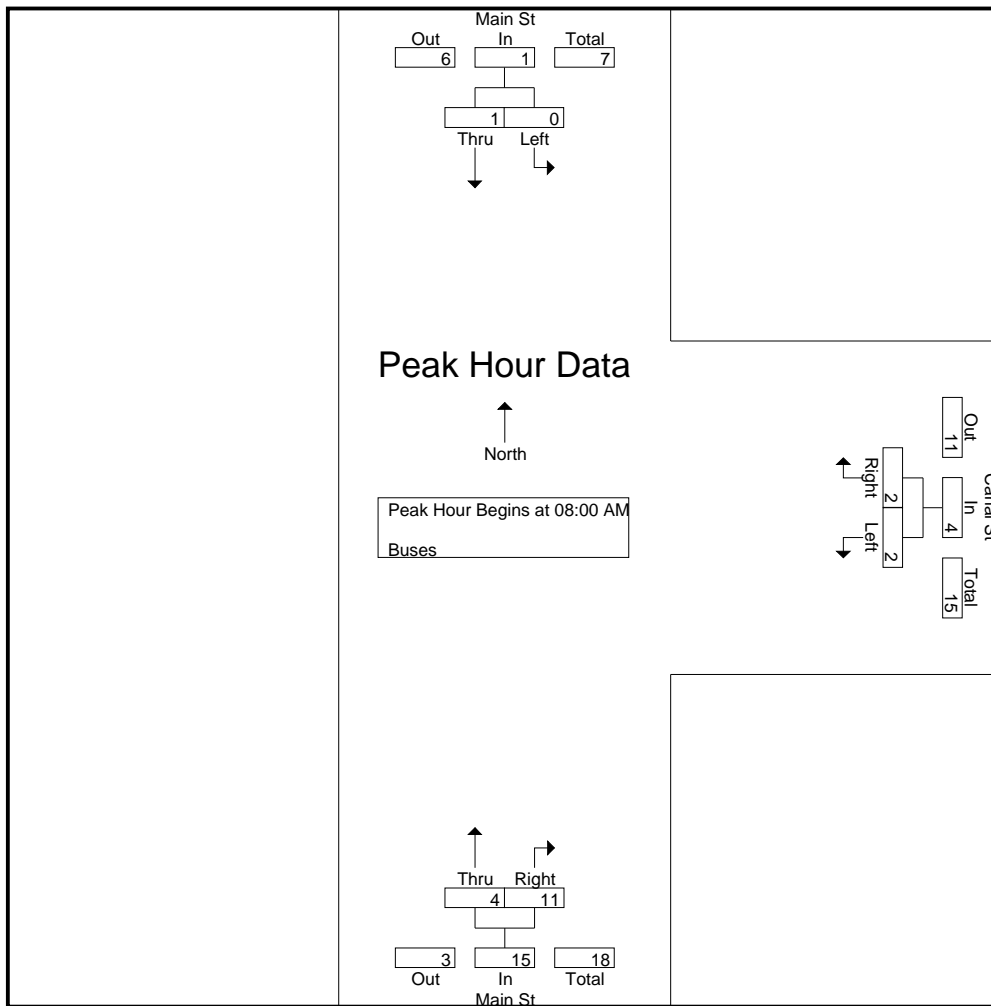 Main St
Out In Total
6 1 7
1 0
Thru Left
Peak Hour Data
North
Peak Hour Begins at 08:00 AM
Buses
Canal St
Out In Total
11 4 15
Right Left
2 2
Thru Right
4 11
3 15 18
Out In Total
Main St